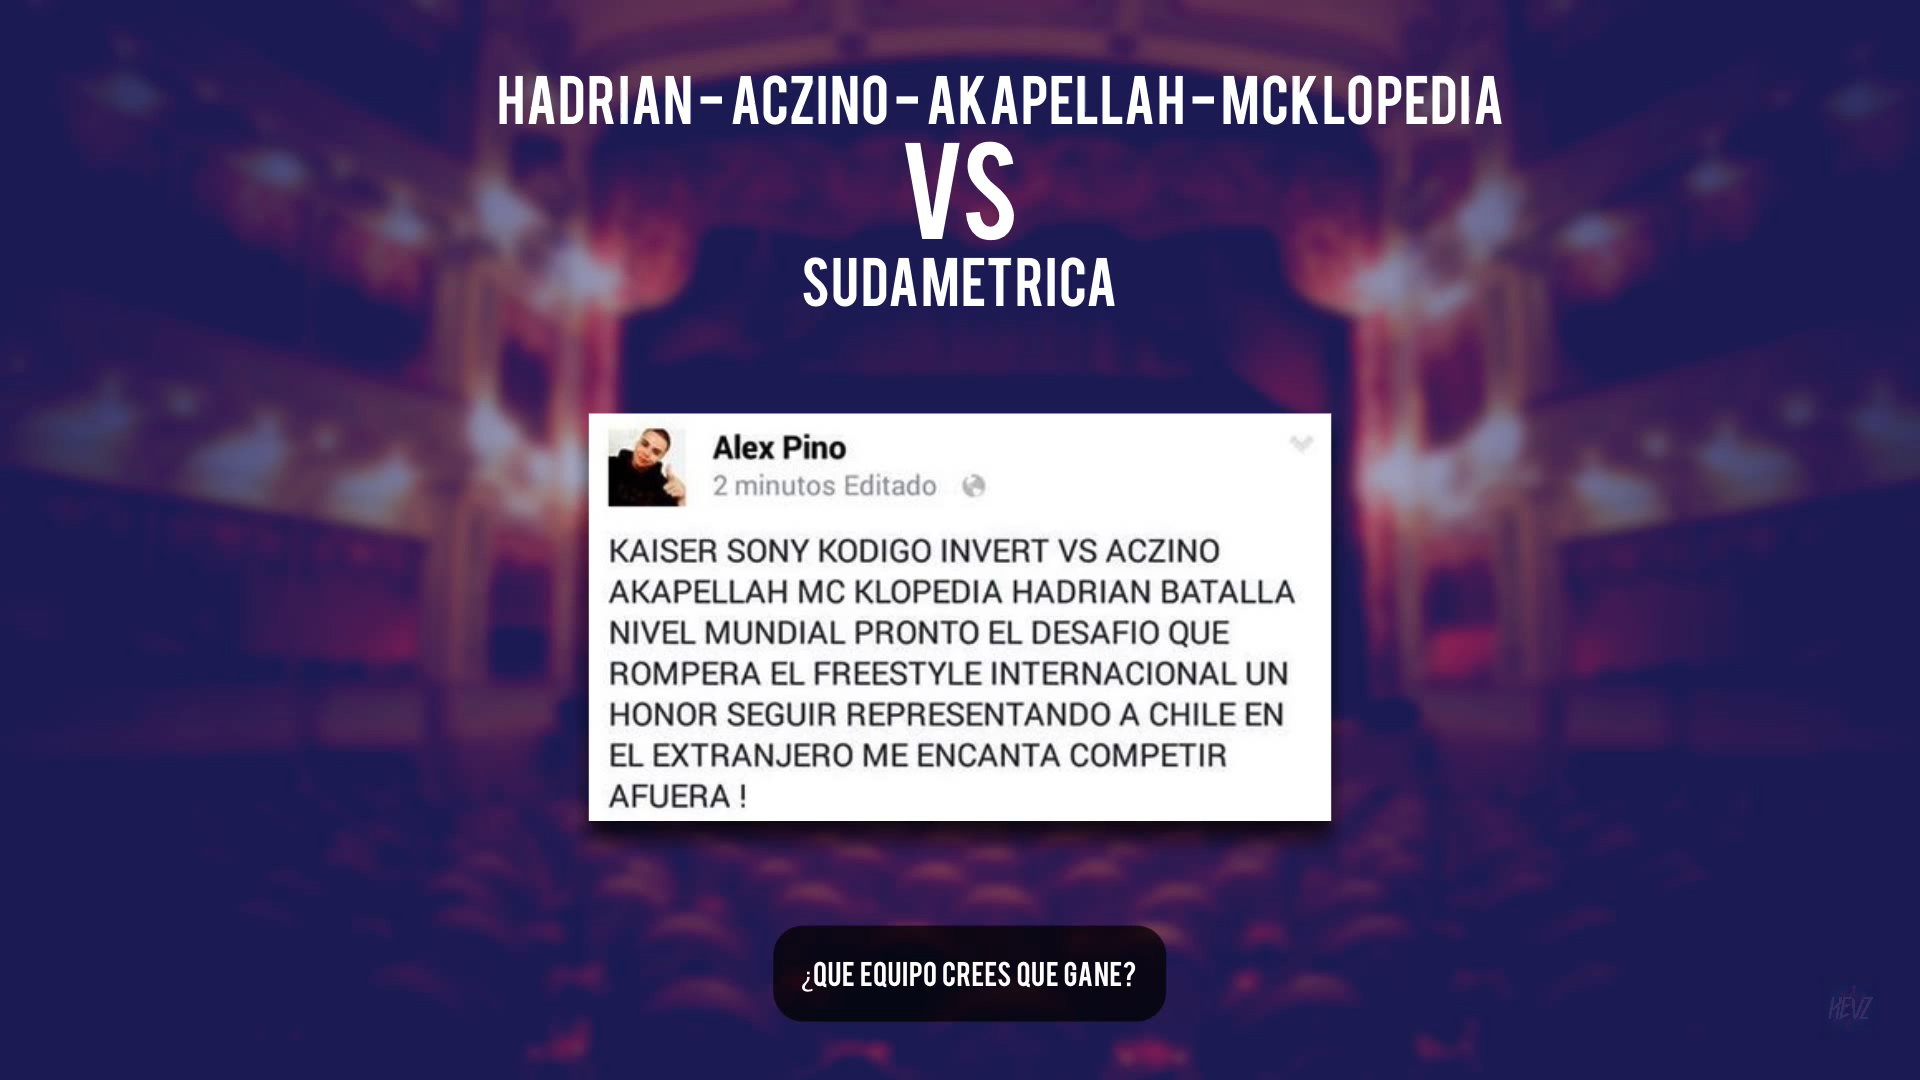 HADRIAN - ACZINO - AKAPELLAH - MCKLOPEDIA
VS
SUDAMETRICA
Alex Pino
2 minutos Editado
KAISER SONY KODIGO INVERT VS ACZINO
AKAPELLAH MC KLOPEDIA HADRIAN BATALLA
NIVEL MUNDIAL PRONTO EL DESAFIO QUE
ROMPERA EL FREESTYLE INTERNACIONAL UN
HONOR SEGUIR REPRESENTANDO A CHILE EN
EL EXTRANJERO ME ENCANTA COMPETIR
AFUERA !
¿QUE EQUIPO CREES QUE GANE?
KEVZ